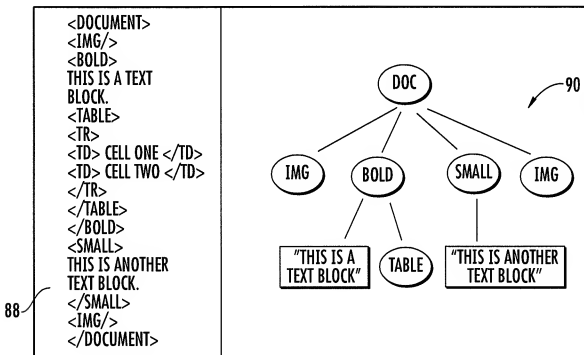 <DOCUMENT>
<IMG/>
<BOLD>
THIS IS A TEXT
BLOCK.
<TABLE>
<TR>
<TD> CELL ONE </TD>
<TD> CELL TWO </TD>
</TR>
</TABLE>
</BOLD>
<SMALL>
THIS IS ANOTHER
TEXT BLOCK.
</SMALL>
<IMG/>
</DOCUMENT>
88
DOC
90
IMG
BOLD
SMALL
IMG
"THIS IS A
TEXT BLOCK"
TABLE
"THIS IS ANOTHER
TEXT BLOCK"